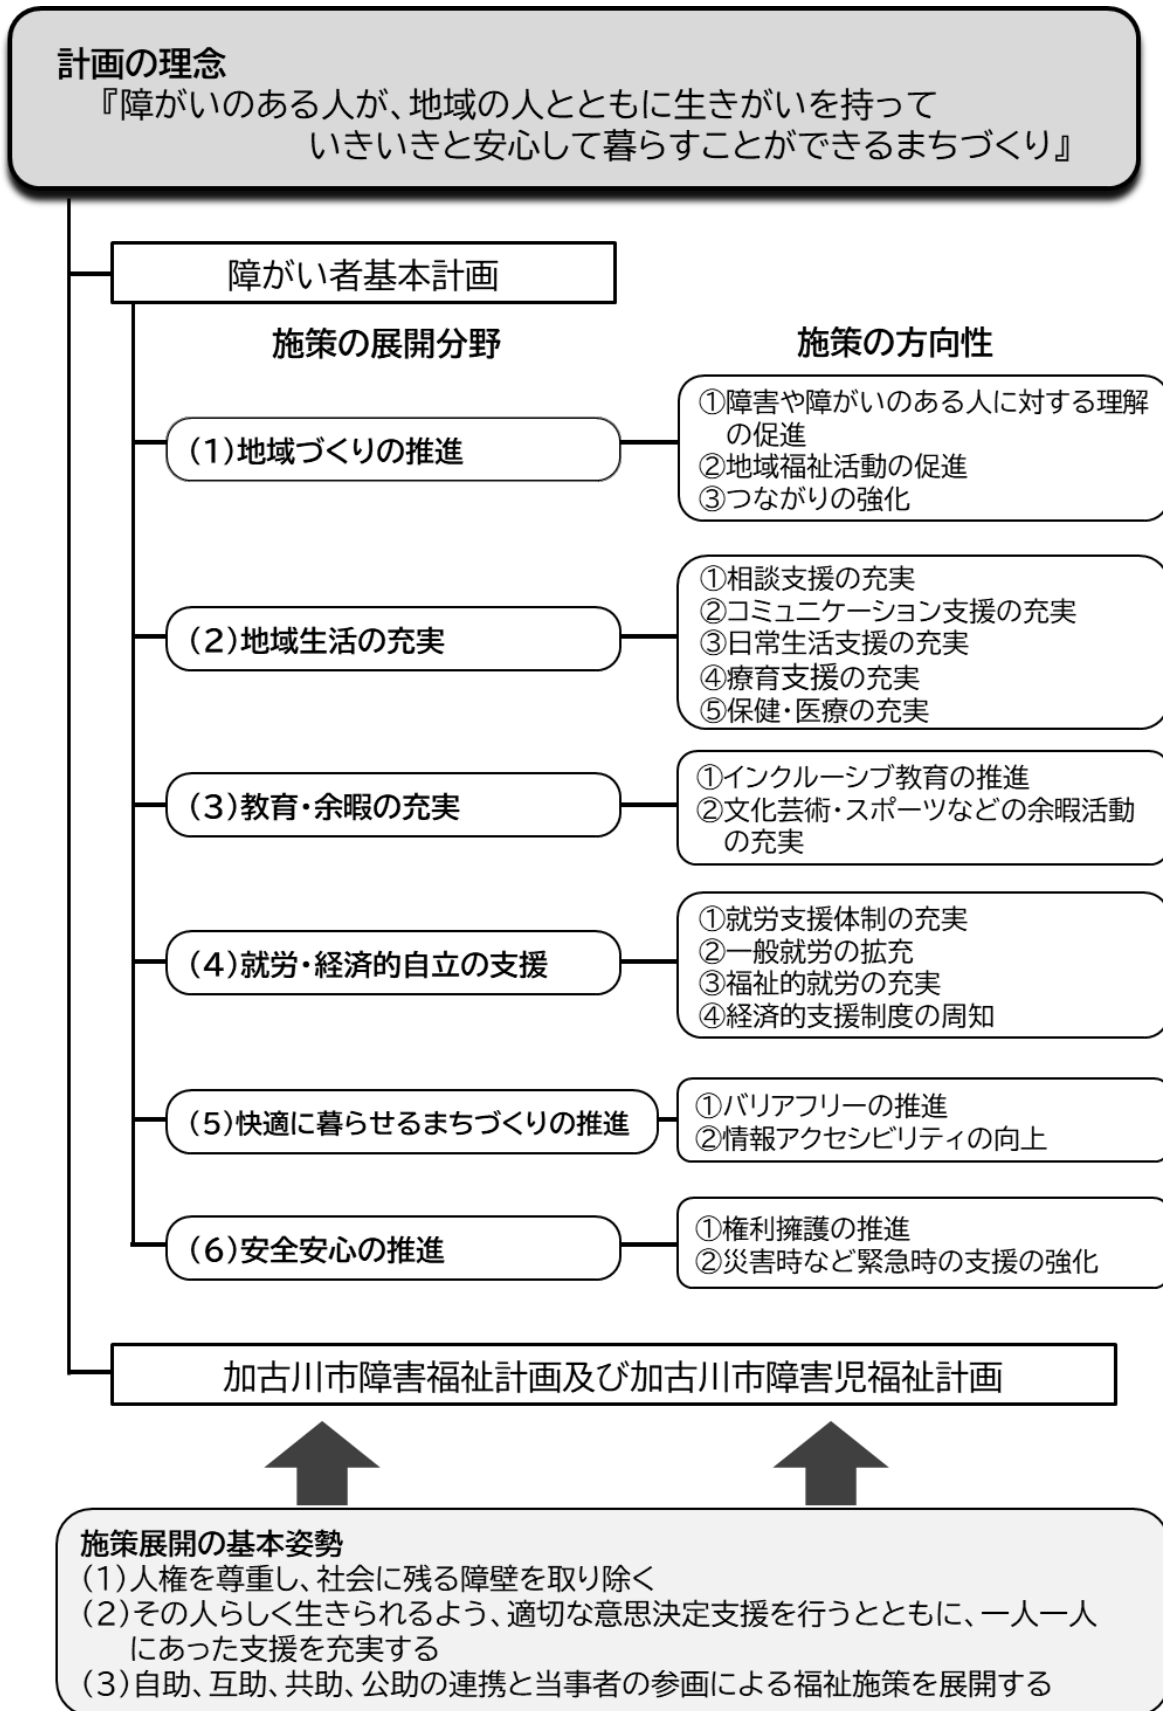 計画の理念
『障がいのある人が、地域の人とともに生きがいを持って
いきいきと安心して暮らすことができるまちづくり』
障がい者基本計画
施策の展開分野
施策の方向性
(1)地域づくりの推進
①障害や障がいのある人に対する理解
の促進
②地域福祉活動の促進
③つながりの強化
(2)地域生活の充実
①相談支援の充実
②コミュニケーション支援の充実
③日常生活支援の充実
④療育支援の充実
⑤保健・医療の充実
(3)教育・余暇の充実
①インクルーシブ教育の推進
②文化芸術・スポーツなどの余暇活動
の充実
(4)就労・経済的自立の支援
①就労支援体制の充実
②一般就労の拡充
③福祉的就労の充実
④経済的支援制度の周知
(5)快適に暮らせるまちづくりの推進
①バリアフリーの推進
②情報アクセシビリティの向上
(6)安全安心の推進
①権利擁護の推進
②災害時など緊急時の支援の強化
加古川市障害福祉計画及び加古川市障害児福祉計画
施策展開の基本姿勢
(1)人権を尊重し、社会に残る障壁を取り除く
(2)その人らしく生きられるよう、適切な意思決定支援を行うとともに、一人一人
にあった支援を充実する
(3)自助、互助、共助、公助の連携と当事者の参画による福祉施策を展開する